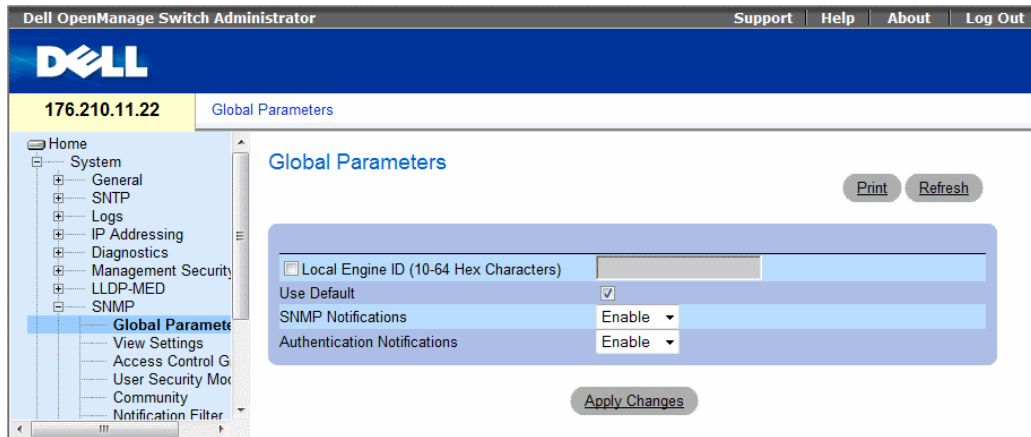 Dell OpenManage Switch Administrator Support Help About Log Out
DELL
176.210.11.22 Global Parameters
Home
System
General
SNTP
Logs
IP Addressing
Diagnostics
Management Security
LLDP-MED
SNMP
Global Paramete
View Settings
Access Control G
User Security Mod
Community
Notification Filter
Global Parameters
Print Refresh
Local Engine ID (10-64 Hex Characters)
Use Default
SNMP Notifications Enable
Authentication Notifications Enable
Apply Changes